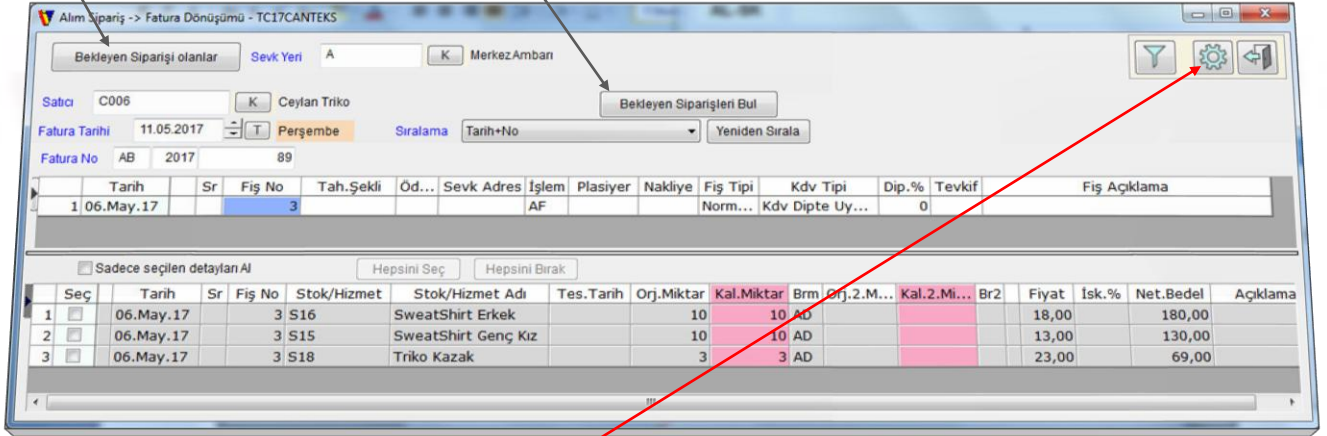 Alım Sipariş -> Fatura Dönüşümü - TC17CANTEKS
Bekleyen Siparişi olanlar Sevk Yeri A K Merkez Ambarı
Satıcı C006 K Ceylan Triko Bekleyen Siparişleri Bul
Fatura Tarihi 11.05.2017 T Perşembe Sıralama Tarih+No Yeniden Sırala
Fatura No AB 2017 89
Tarih Sr Fiş No Tah.Şekli Öd... Sevk Adres İşlem Plasiyer Nakliye Fiş Tipi Kdv Tipi Dip.% Tevkif Fiş Açıklama
1 06.May.17 3 AF Norm... Kdv Dipte Uy... 0
Sadece seçilen detayları Al Hepsini Seç Hepsini Bırak
Seç Tarih Sr Fiş No Stok/Hizmet Stok/Hizmet Adı Tes.Tarih Orj.Miktar Kal.Miktar Brm Orj.2.M... Kal.2.Mi... Br2 Fiyat İsk.% Net.Bedel Açıklama
1 06.May.17 3 S16 SweatShirt Erkek 10 10 AD 18,00 180,00
2 06.May.17 3 S15 SweatShirt Genç Kız 10 10 AD 13,00 130,00
3 06.May.17 3 S18 Triko Kazak 3 3 AD 23,00 69,00